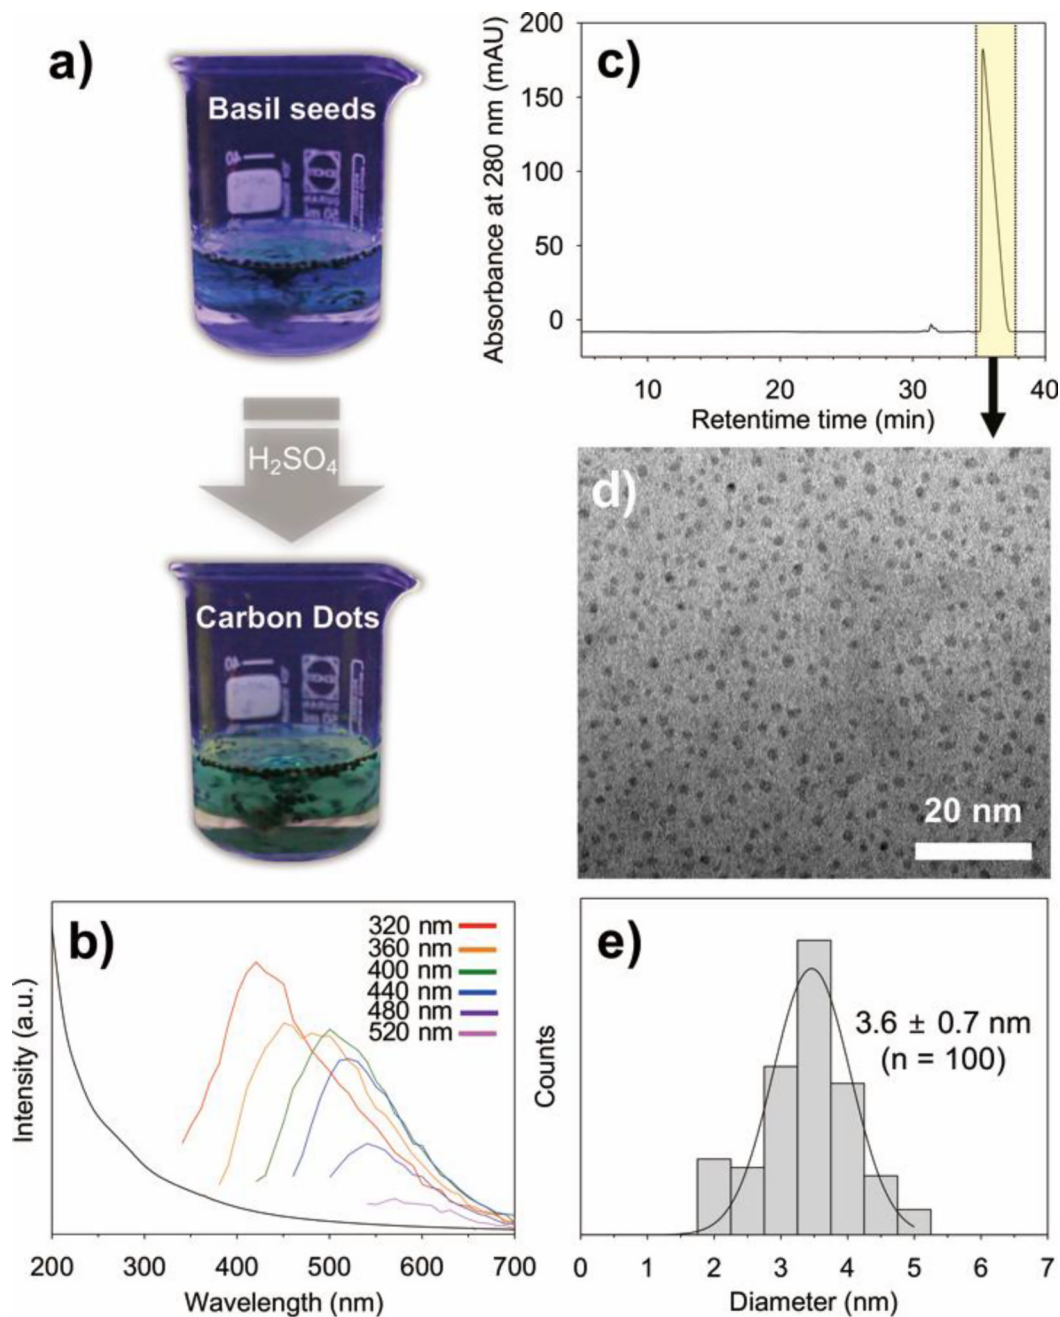 a)
Basil seeds
40
H₂SO₄
Carbon Dots
40
b)
320 nm
360 nm
400 nm
440 nm
480 nm
520 nm
Intensity (a.u.)
200 300 400 500 600 700
Wavelength (nm)
c)
Absorbance at 280 nm (mAU)
200
150
100
50
0
10 20 30 40
Retentime time (min)
d)
20 nm
e)
3.6 ± 0.7 nm
(n = 100)
Counts
0 1 2 3 4 5 6 7
Diameter (nm)